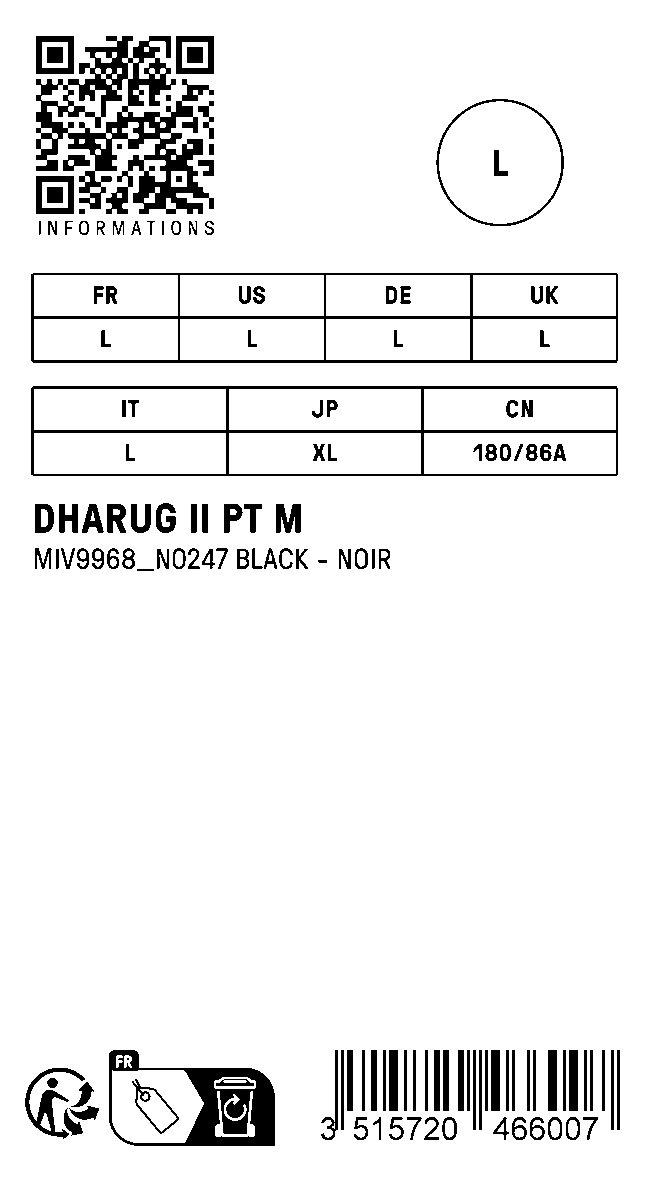 INFORMATIONS
L
FR US DE UK
L L L L
IT JP CN
L XL 180/86A
DHARUG II PT M
MIV9968_N0247 BLACK - NOIR
FR
3 515720 466007